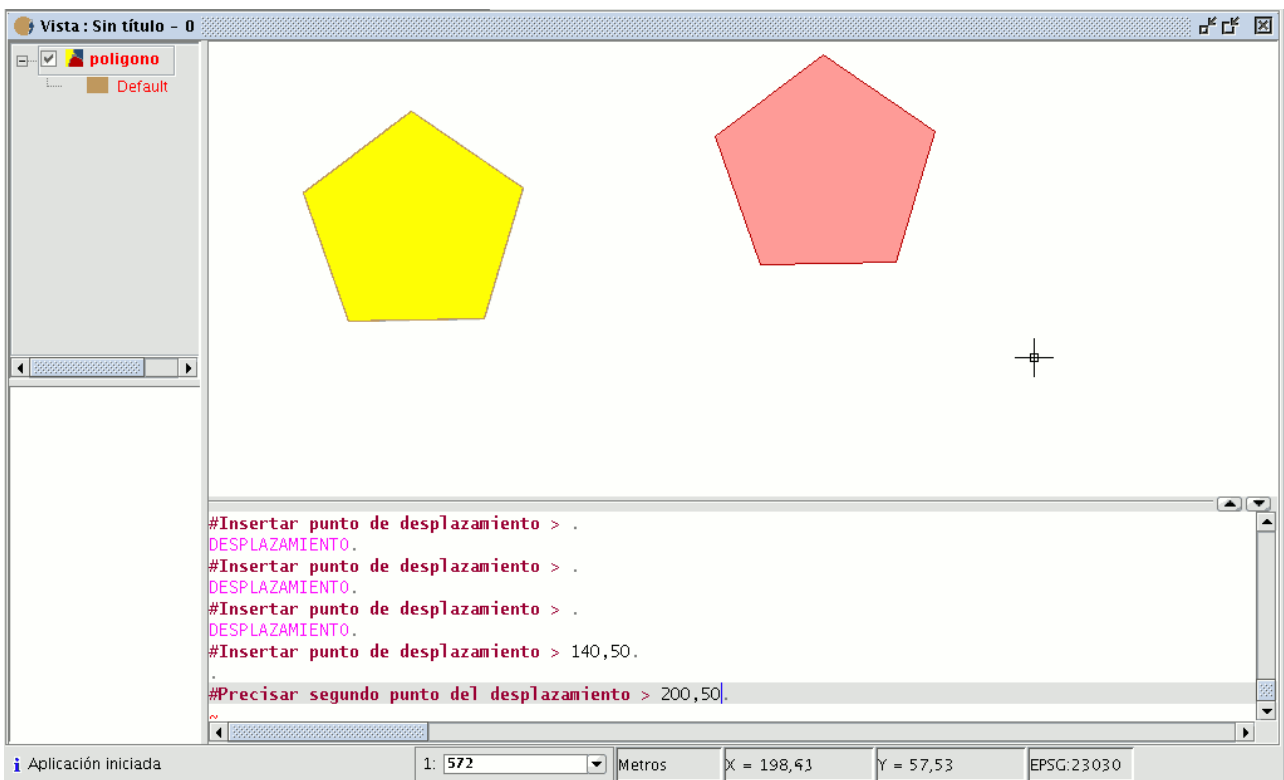 Vista : Sin título - 0
poligono
Default
#Insertar punto de desplazamiento > .
DESPLAZAMIENTO.
#Insertar punto de desplazamiento > .
DESPLAZAMIENTO.
#Insertar punto de desplazamiento > .
DESPLAZAMIENTO.
#Insertar punto de desplazamiento > 140,50.
.
#Precisar segundo punto del desplazamiento > 200,50.
~
i Aplicación iniciada
1: 572
Metros
X = 198,43
Y = 57,53
EPSG:23030